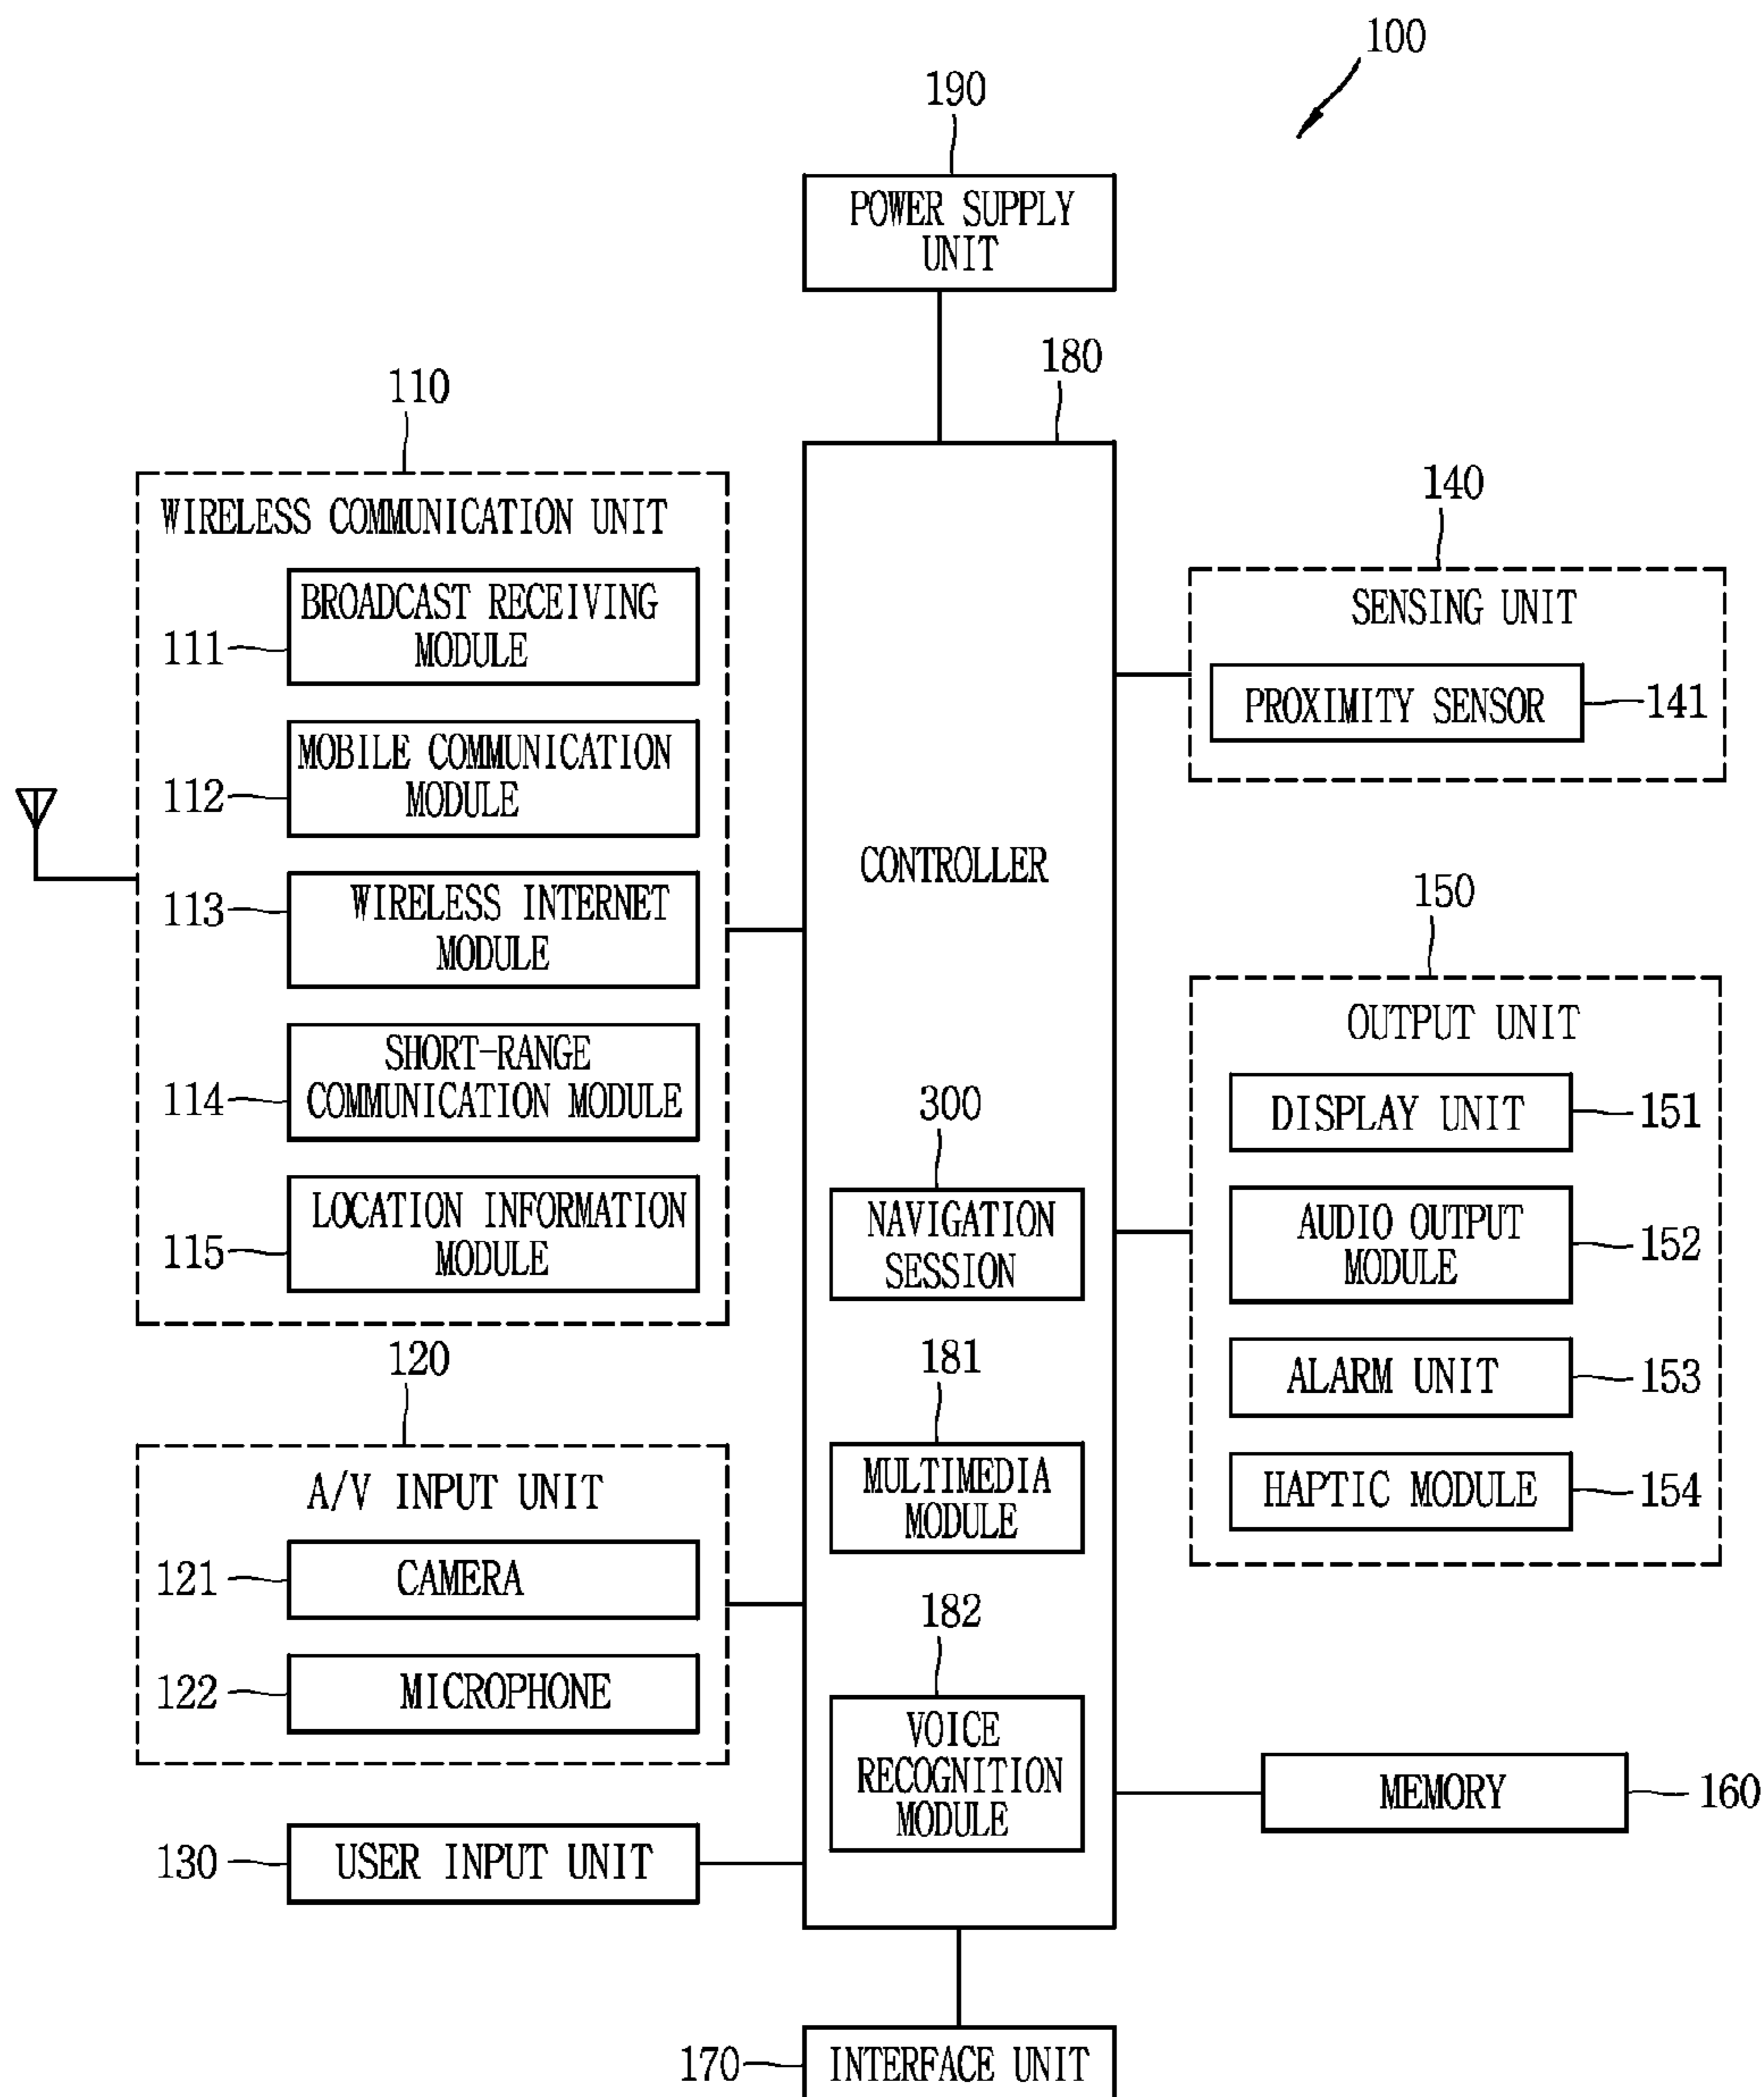 100
190
POWER SUPPLY
UNIT
180
CONTROLLER
110
WIRELESS COMMUNICATION UNIT
BROADCAST RECEIVING
MODULE
111
MOBILE COMMUNICATION
MODULE
112
WIRELESS INTERNET
MODULE
113
SHORT-RANGE
COMMUNICATION MODULE
114
LOCATION INFORMATION
MODULE
115
120
A/V INPUT UNIT
121
CAMERA
122
MICROPHONE
130
USER INPUT UNIT
300
NAVIGATION
SESSION
181
MULTIMEDIA
MODULE
182
VOICE
RECOGNITION
MODULE
140
SENSING UNIT
PROXIMITY SENSOR
141
150
OUTPUT UNIT
DISPLAY UNIT
151
AUDIO OUTPUT
MODULE
152
ALARM UNIT
153
HAPTIC MODULE
154
MEMORY
160
170
INTERFACE UNIT